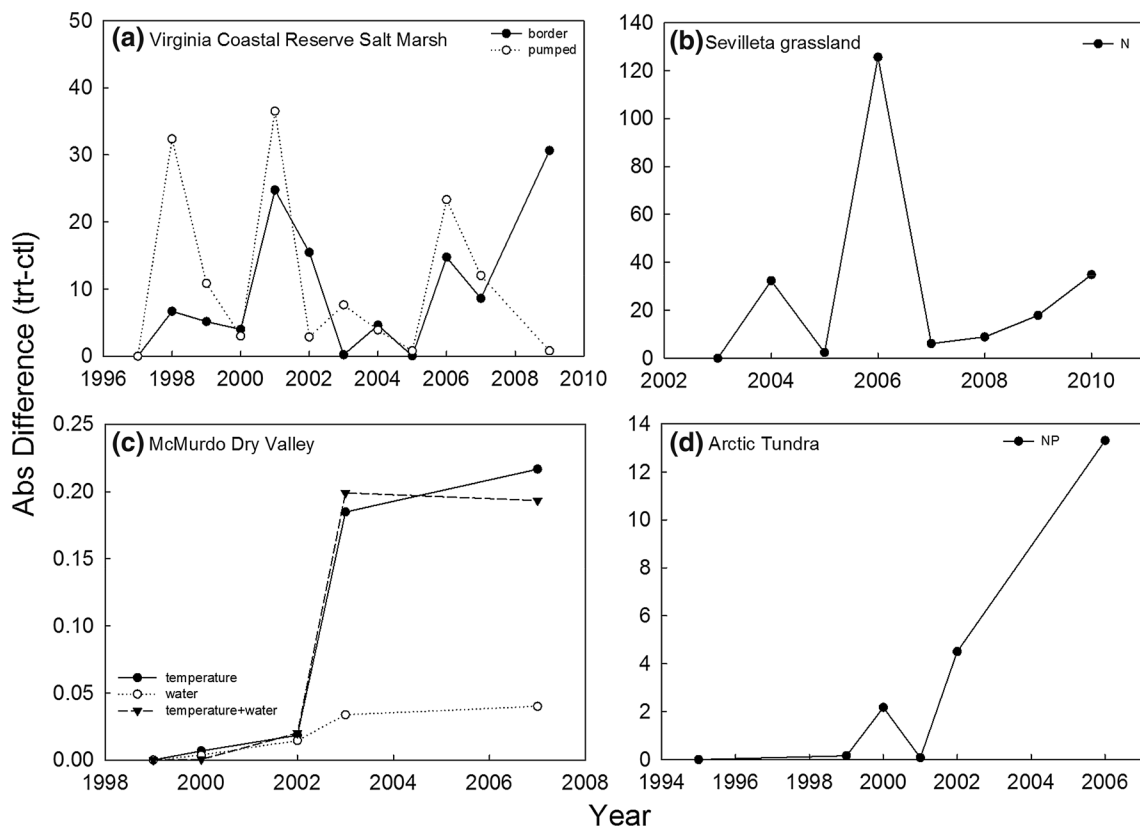 Abs Difference (trt-ctl)
(a) Virginia Coastal Reserve Salt Marsh
border
pumped
50
40
30
20
10
0
1996 1998 2000 2002 2004 2006 2008 2010
(b) Sevilleta grassland
N
140
120
100
80
60
40
20
0
2002 2004 2006 2008 2010
(c) McMurdo Dry Valley
0.25
0.20
0.15
0.10
0.05
0.00
temperature
water
temperature+water
1998 2000 2002 2004 2006 2008
(d) Arctic Tundra
NP
14
12
10
8
6
4
2
0
1994 1996 1998 2000 2002 2004 2006
Year